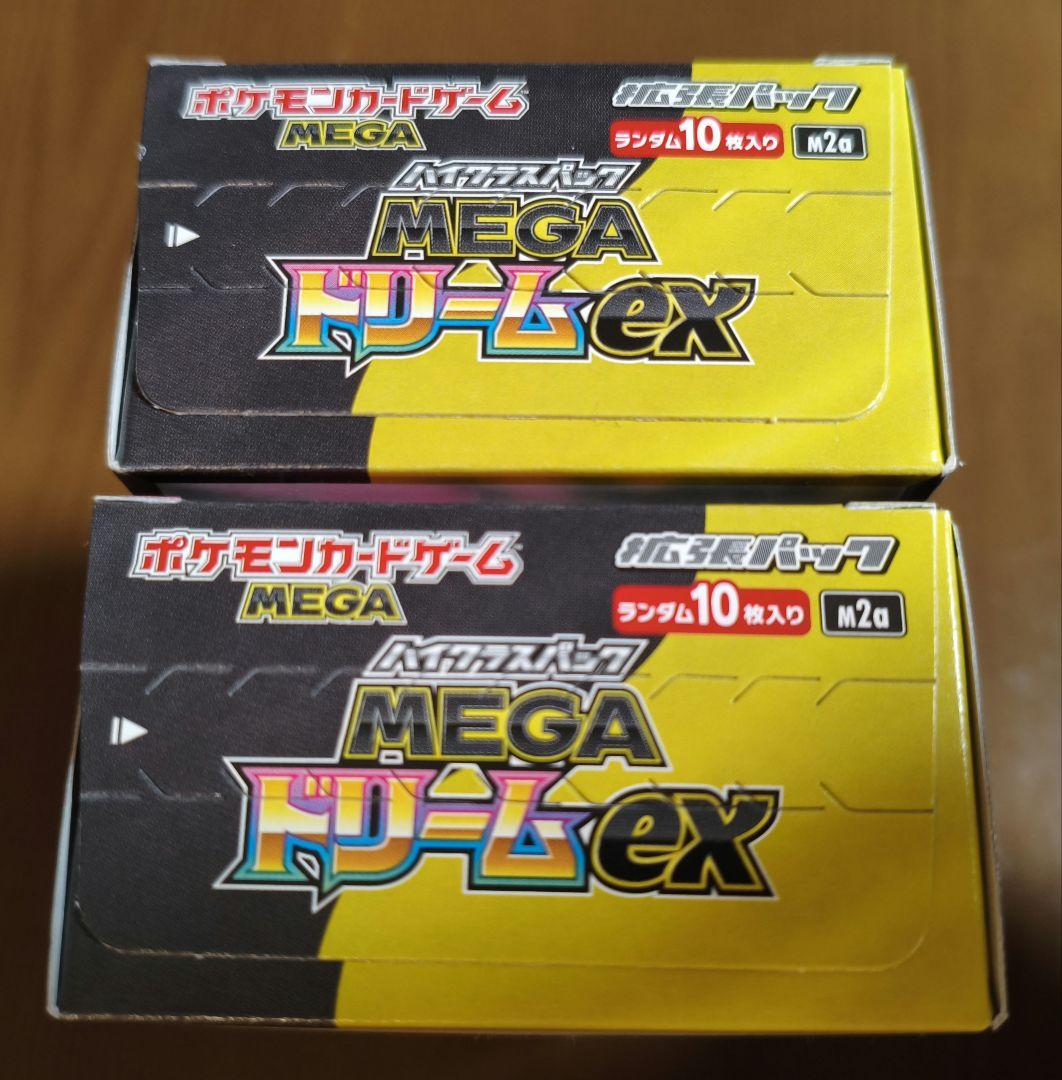 ポケモンカードゲーム
MEGA
拡張パック
ランダム10枚入り
M2a
ハイクラスパック
MEGA
ドリームex
ポケモンカードゲーム
MEGA
拡張パック
ランダム10枚入り
M2a
ハイクラスパック
MEGA
ドリームex